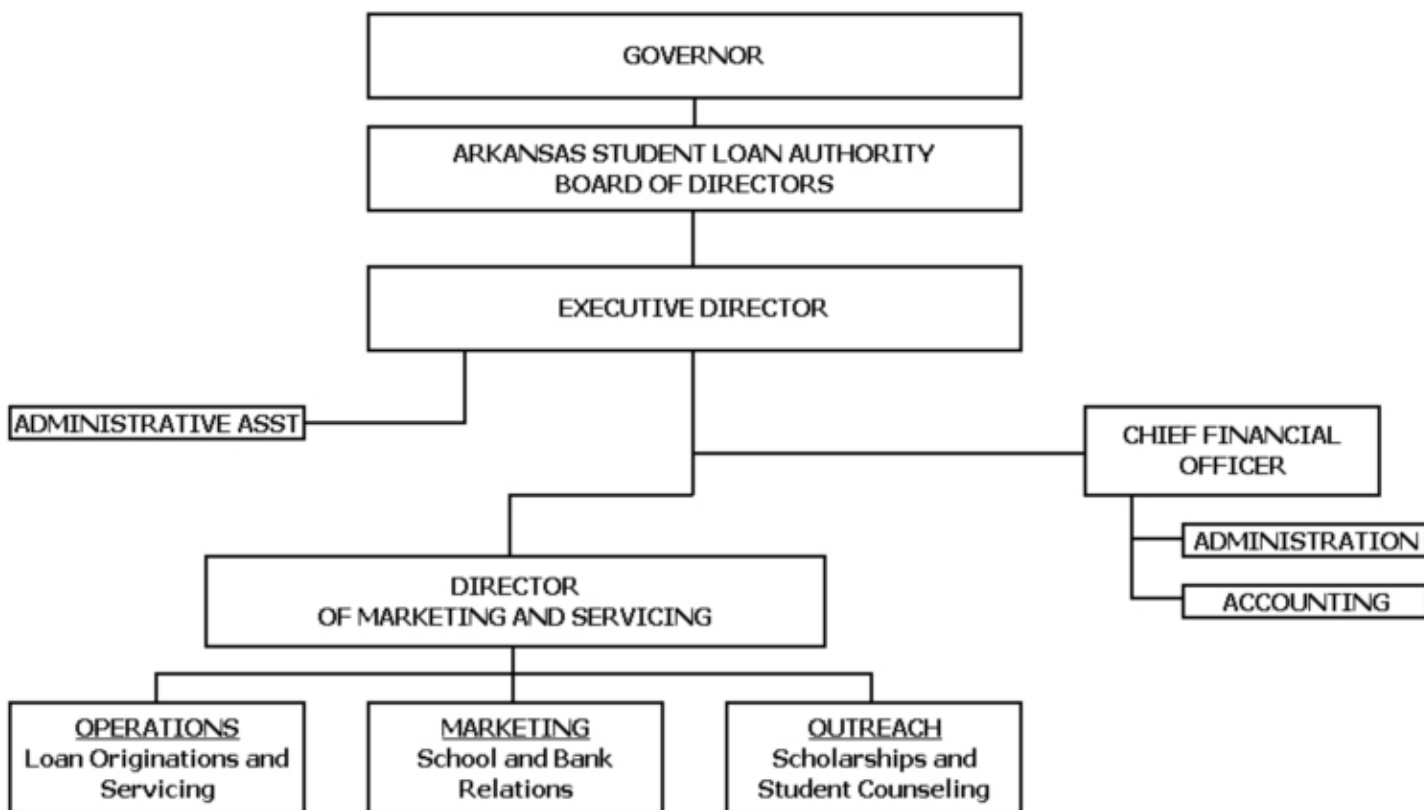 GOVERNOR
ARKANSAS STUDENT LOAN AUTHORITY
BOARD OF DIRECTORS
EXECUTIVE DIRECTOR
ADMINISTRATIVE ASST
CHIEF FINANCIAL
OFFICER
ADMINISTRATION
ACCOUNTING
DIRECTOR
OF MARKETING AND SERVICING
OPERATIONS
Loan Originations and
Servicing
MARKETING
School and Bank
Relations
OUTREACH
Scholarships and
Student Counseling